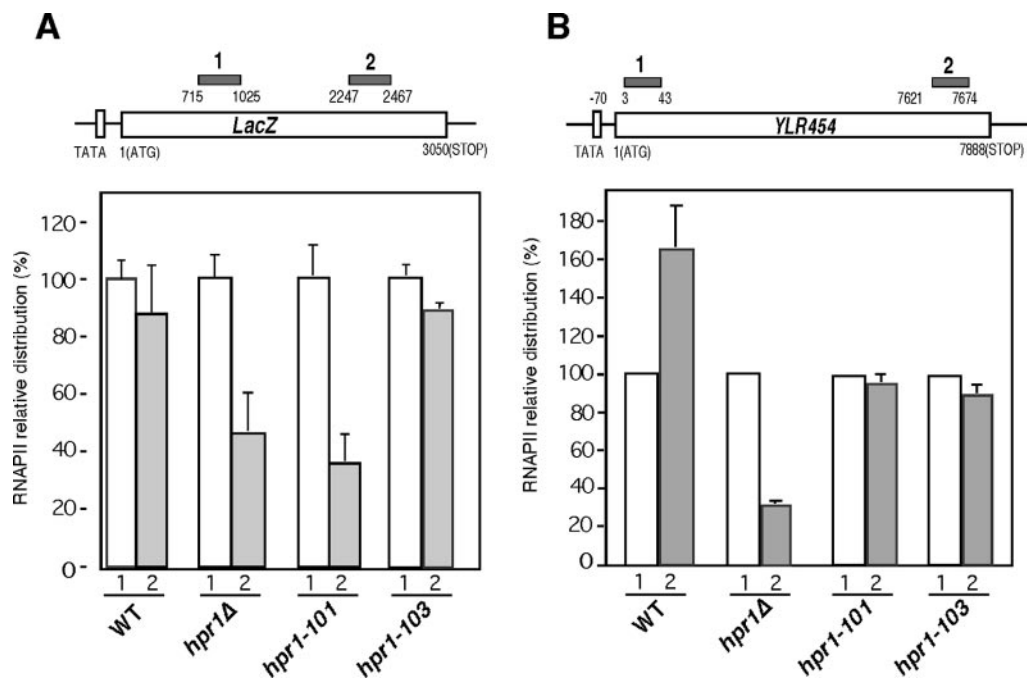 A
1 2
715 1025 2247 2467
LacZ
TATA 1(ATG) 3050(STOP)
RNAPII relative distribution (%)
120
100
80
60
40
20
0
1 2 1 2 1 2 1 2
WT hpr1Δ hpr1-101 hpr1-103
B
1 2
-70 3 43 7621 7674
YLR454
TATA 1(ATG) 7888(STOP)
RNAPII relative distribution (%)
180
160
140
120
100
80
60
40
20
0
1 2 1 2 1 2 1 2
WT hpr1Δ hpr1-101 hpr1-103